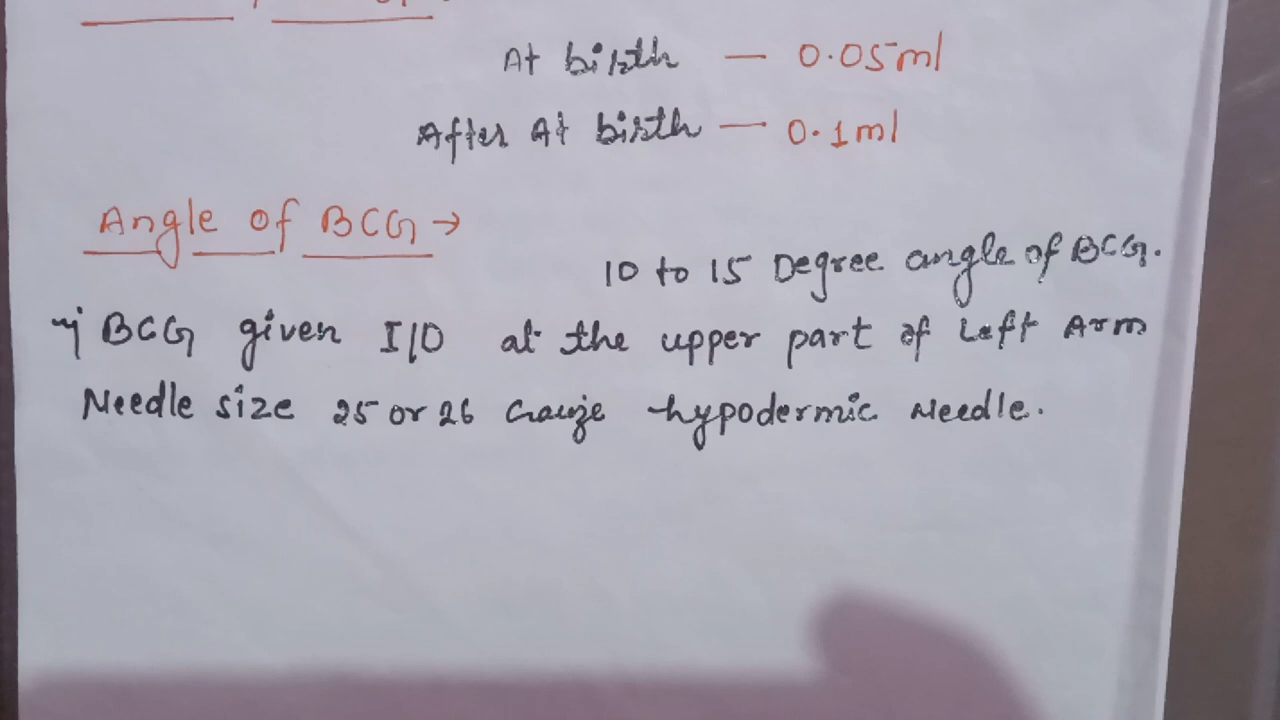 At birth — 0.05ml
After At birth — 0.1ml
Angle of BCG →
10 to 15 Degree angle of BCG.
BCG given I/D at the upper part of Left Arm
Needle size 25 or 26 Gauze hypodermic Needle.